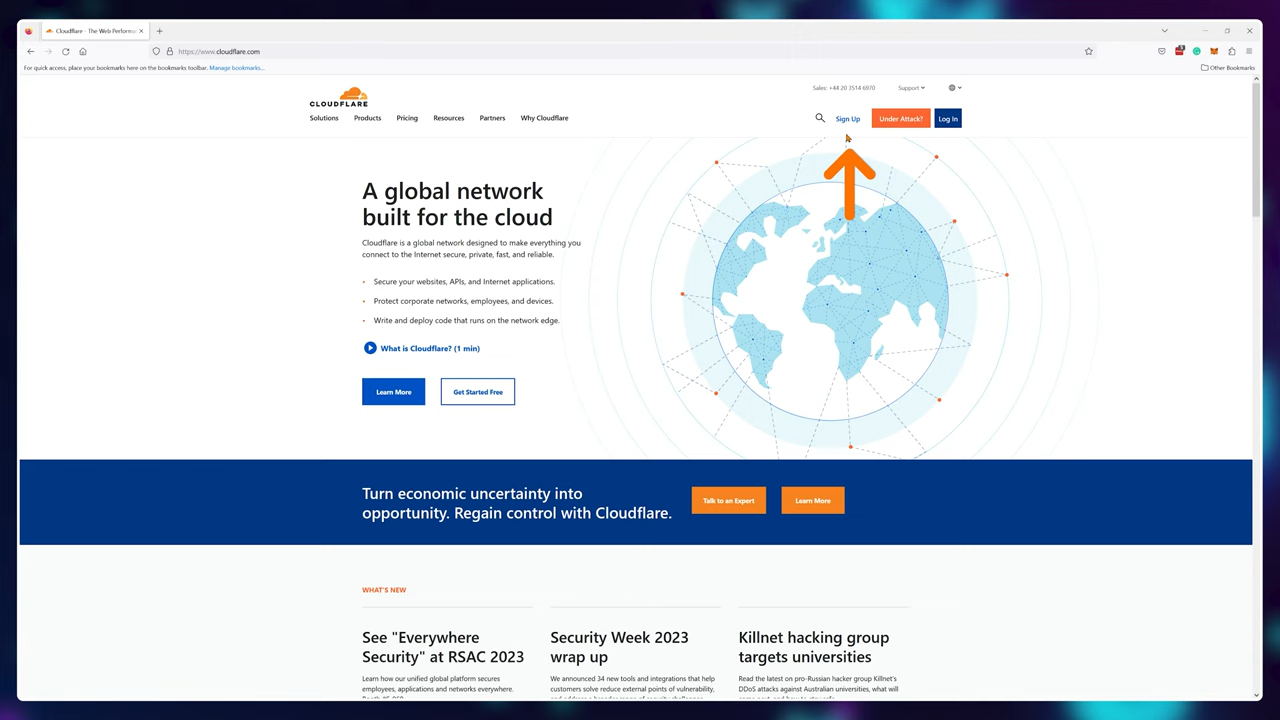 Cloudflare - The Web Performa
https://www.cloudflare.com
For quick access, place your bookmarks here on the bookmarks toolbar. Manage bookmarks...
Other Bookmarks
Sales: +44 20 3514 6970
Support
CLOUDFLARE
Solutions
Products
Pricing
Resources
Partners
Why Cloudflare
Sign Up
Under Attack?
Log In
A global network
built for the cloud
Cloudflare is a global network designed to make everything you
connect to the Internet secure, private, fast, and reliable.
Secure your websites, APIs, and Internet applications.
Protect corporate networks, employees, and devices.
Write and deploy code that runs on the network edge.
What is Cloudflare? (1 min)
Learn More
Get Started Free
Turn economic uncertainty into
opportunity. Regain control with Cloudflare.
Talk to an Expert
Learn More
WHAT'S NEW
See "Everywhere
Security" at RSAC 2023
Learn how our unified global platform secures
employees, applications and networks everywhere.
Security Week 2023
wrap up
We announced 34 new tools and integrations that help
customers solve reduce external points of vulnerability,
Killnet hacking group
targets universities
Read the latest on pro-Russian hacker group Killnet's
DDoS attacks against Australian universities, what will